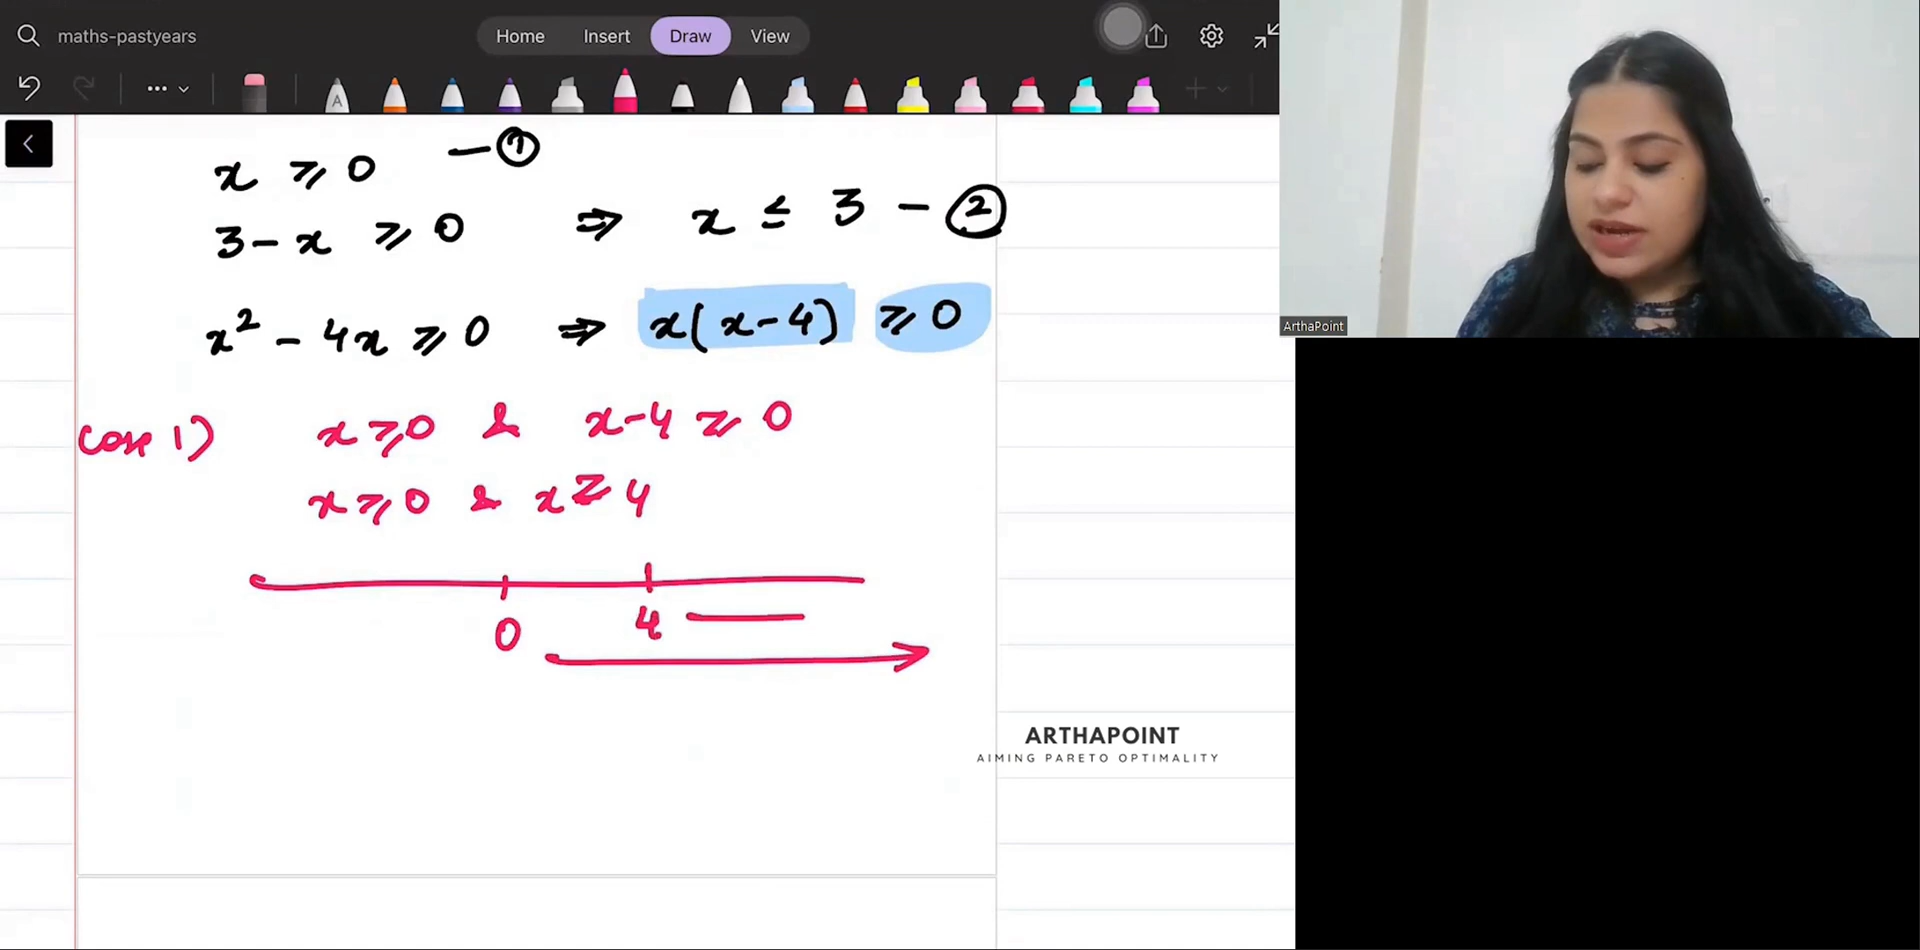 maths-pastyears
Home Insert Draw View
A
x ≥ 0 — ①
3 - x ≥ 0 ⇒ x ≤ 3 - ②
x² - 4x ≥ 0 ⇒ x(x-4) ≥ 0
Case 1) x ≥ 0 & x-4 ≥ 0
x ≥ 0 & x ≥ 4
0 4
ARTHAPOINT
AIMING PARETO OPTIMALITY
ArthaPoint